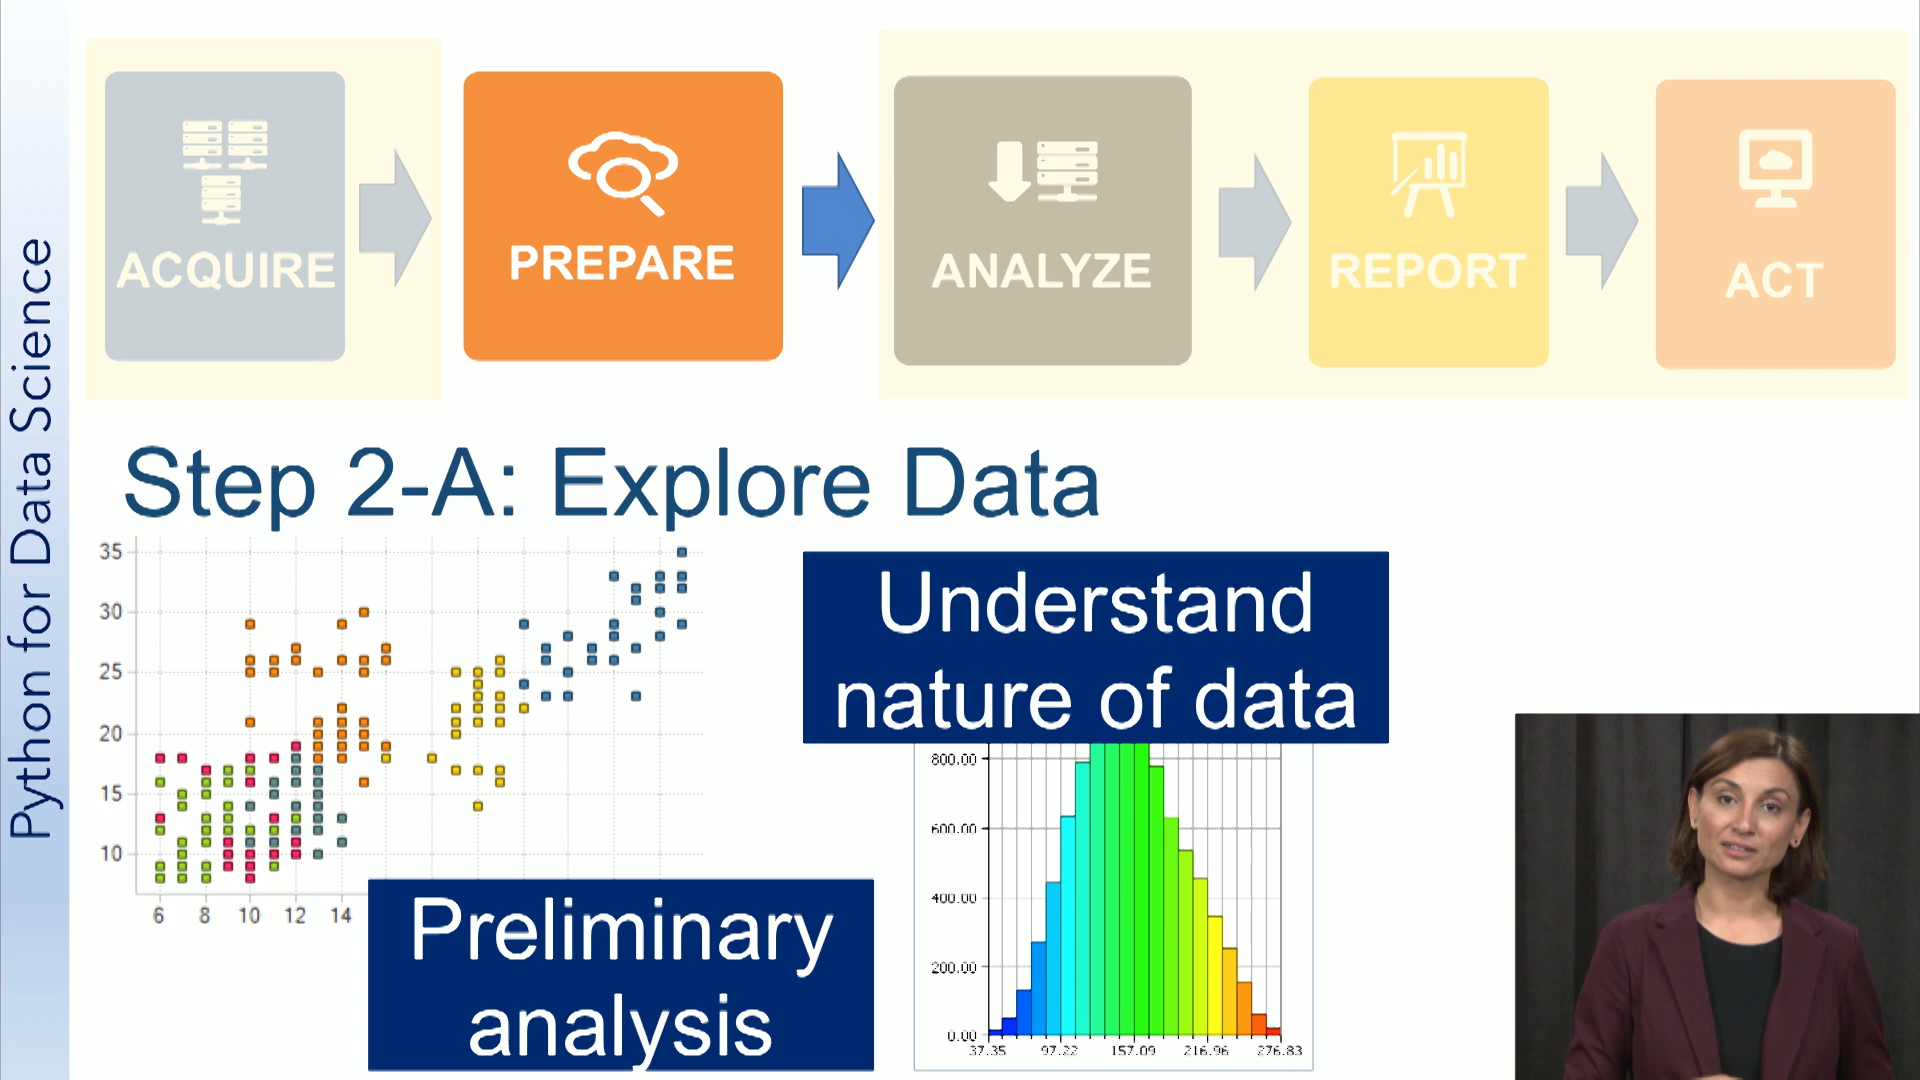 Python for Data Science
ACQUIRE
PREPARE
ANALYZE
REPORT
ACT
Step 2-A: Explore Data
35
30
25
20
15
10
6 8 10 12 14
Preliminary
analysis
Understand
nature of data
800.00
600.00
400.00
200.00
0.00
37.35 97.22 157.09 216.96 276.83